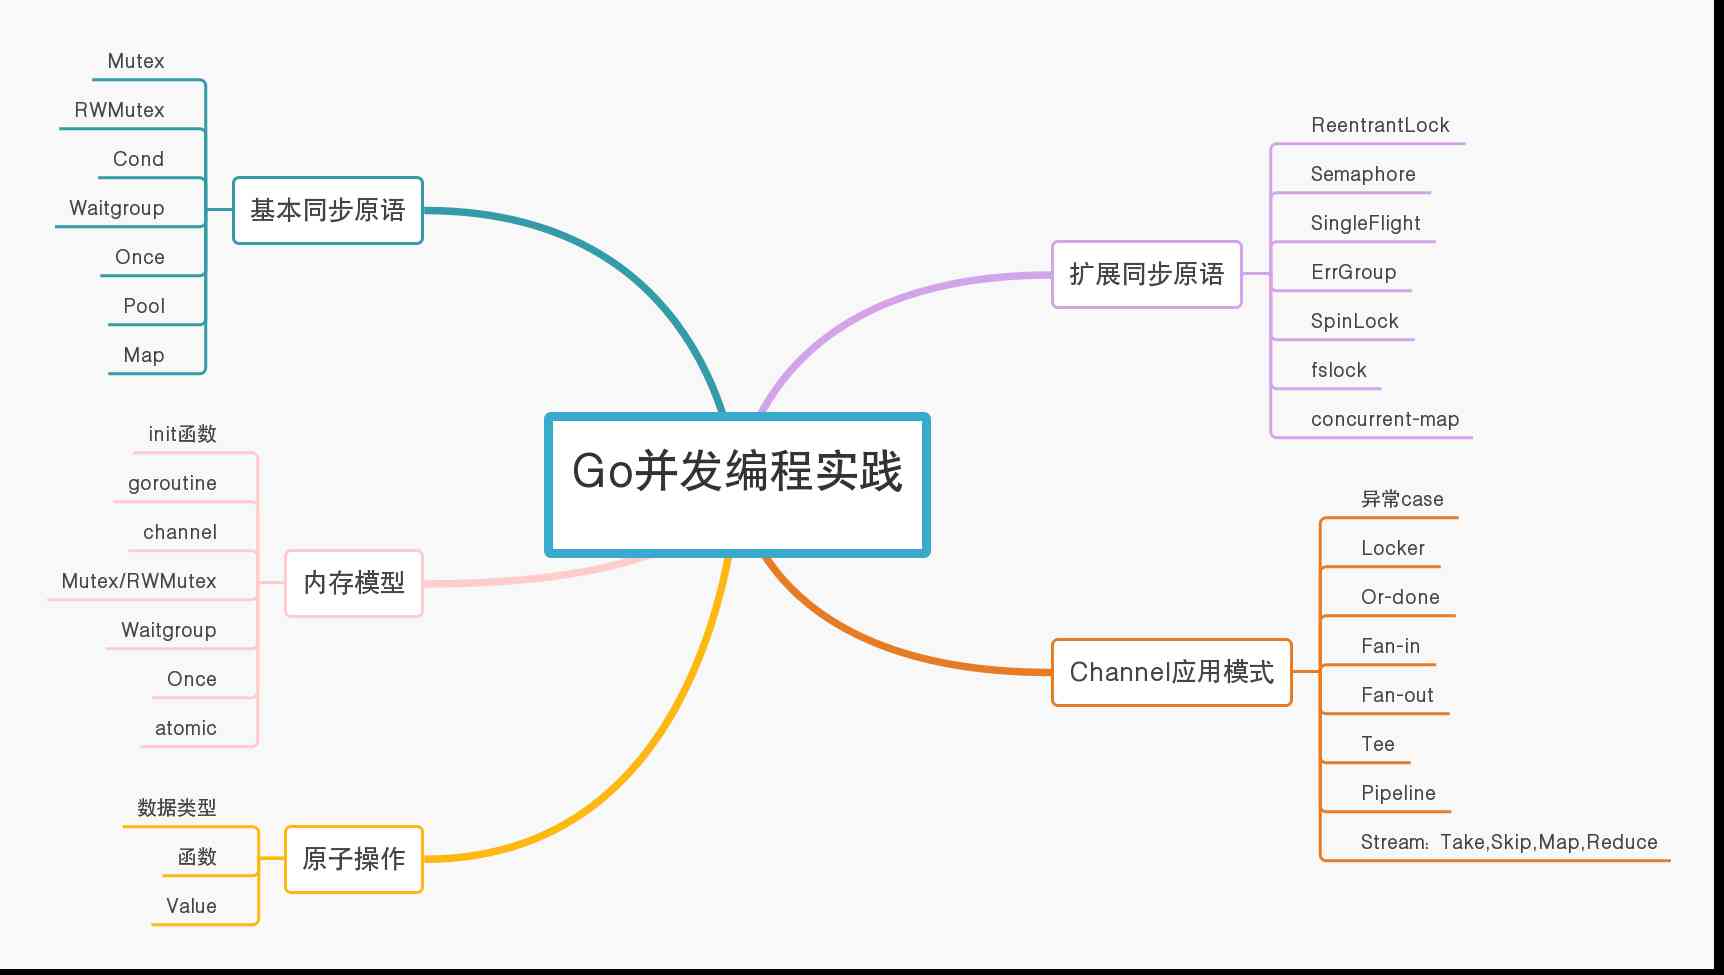 Go并发编程实践
基本同步原语
Mutex
RWMutex
Cond
Waitgroup
Once
Pool
Map
内存模型
init函数
goroutine
channel
Mutex/RWMutex
Waitgroup
Once
atomic
原子操作
数据类型
函数
Value
扩展同步原语
ReentrantLock
Semaphore
SingleFlight
ErrGroup
SpinLock
fslock
concurrent-map
Channel应用模式
异常case
Locker
Or-done
Fan-in
Fan-out
Tee
Pipeline
Stream: Take,Skip,Map,Reduce